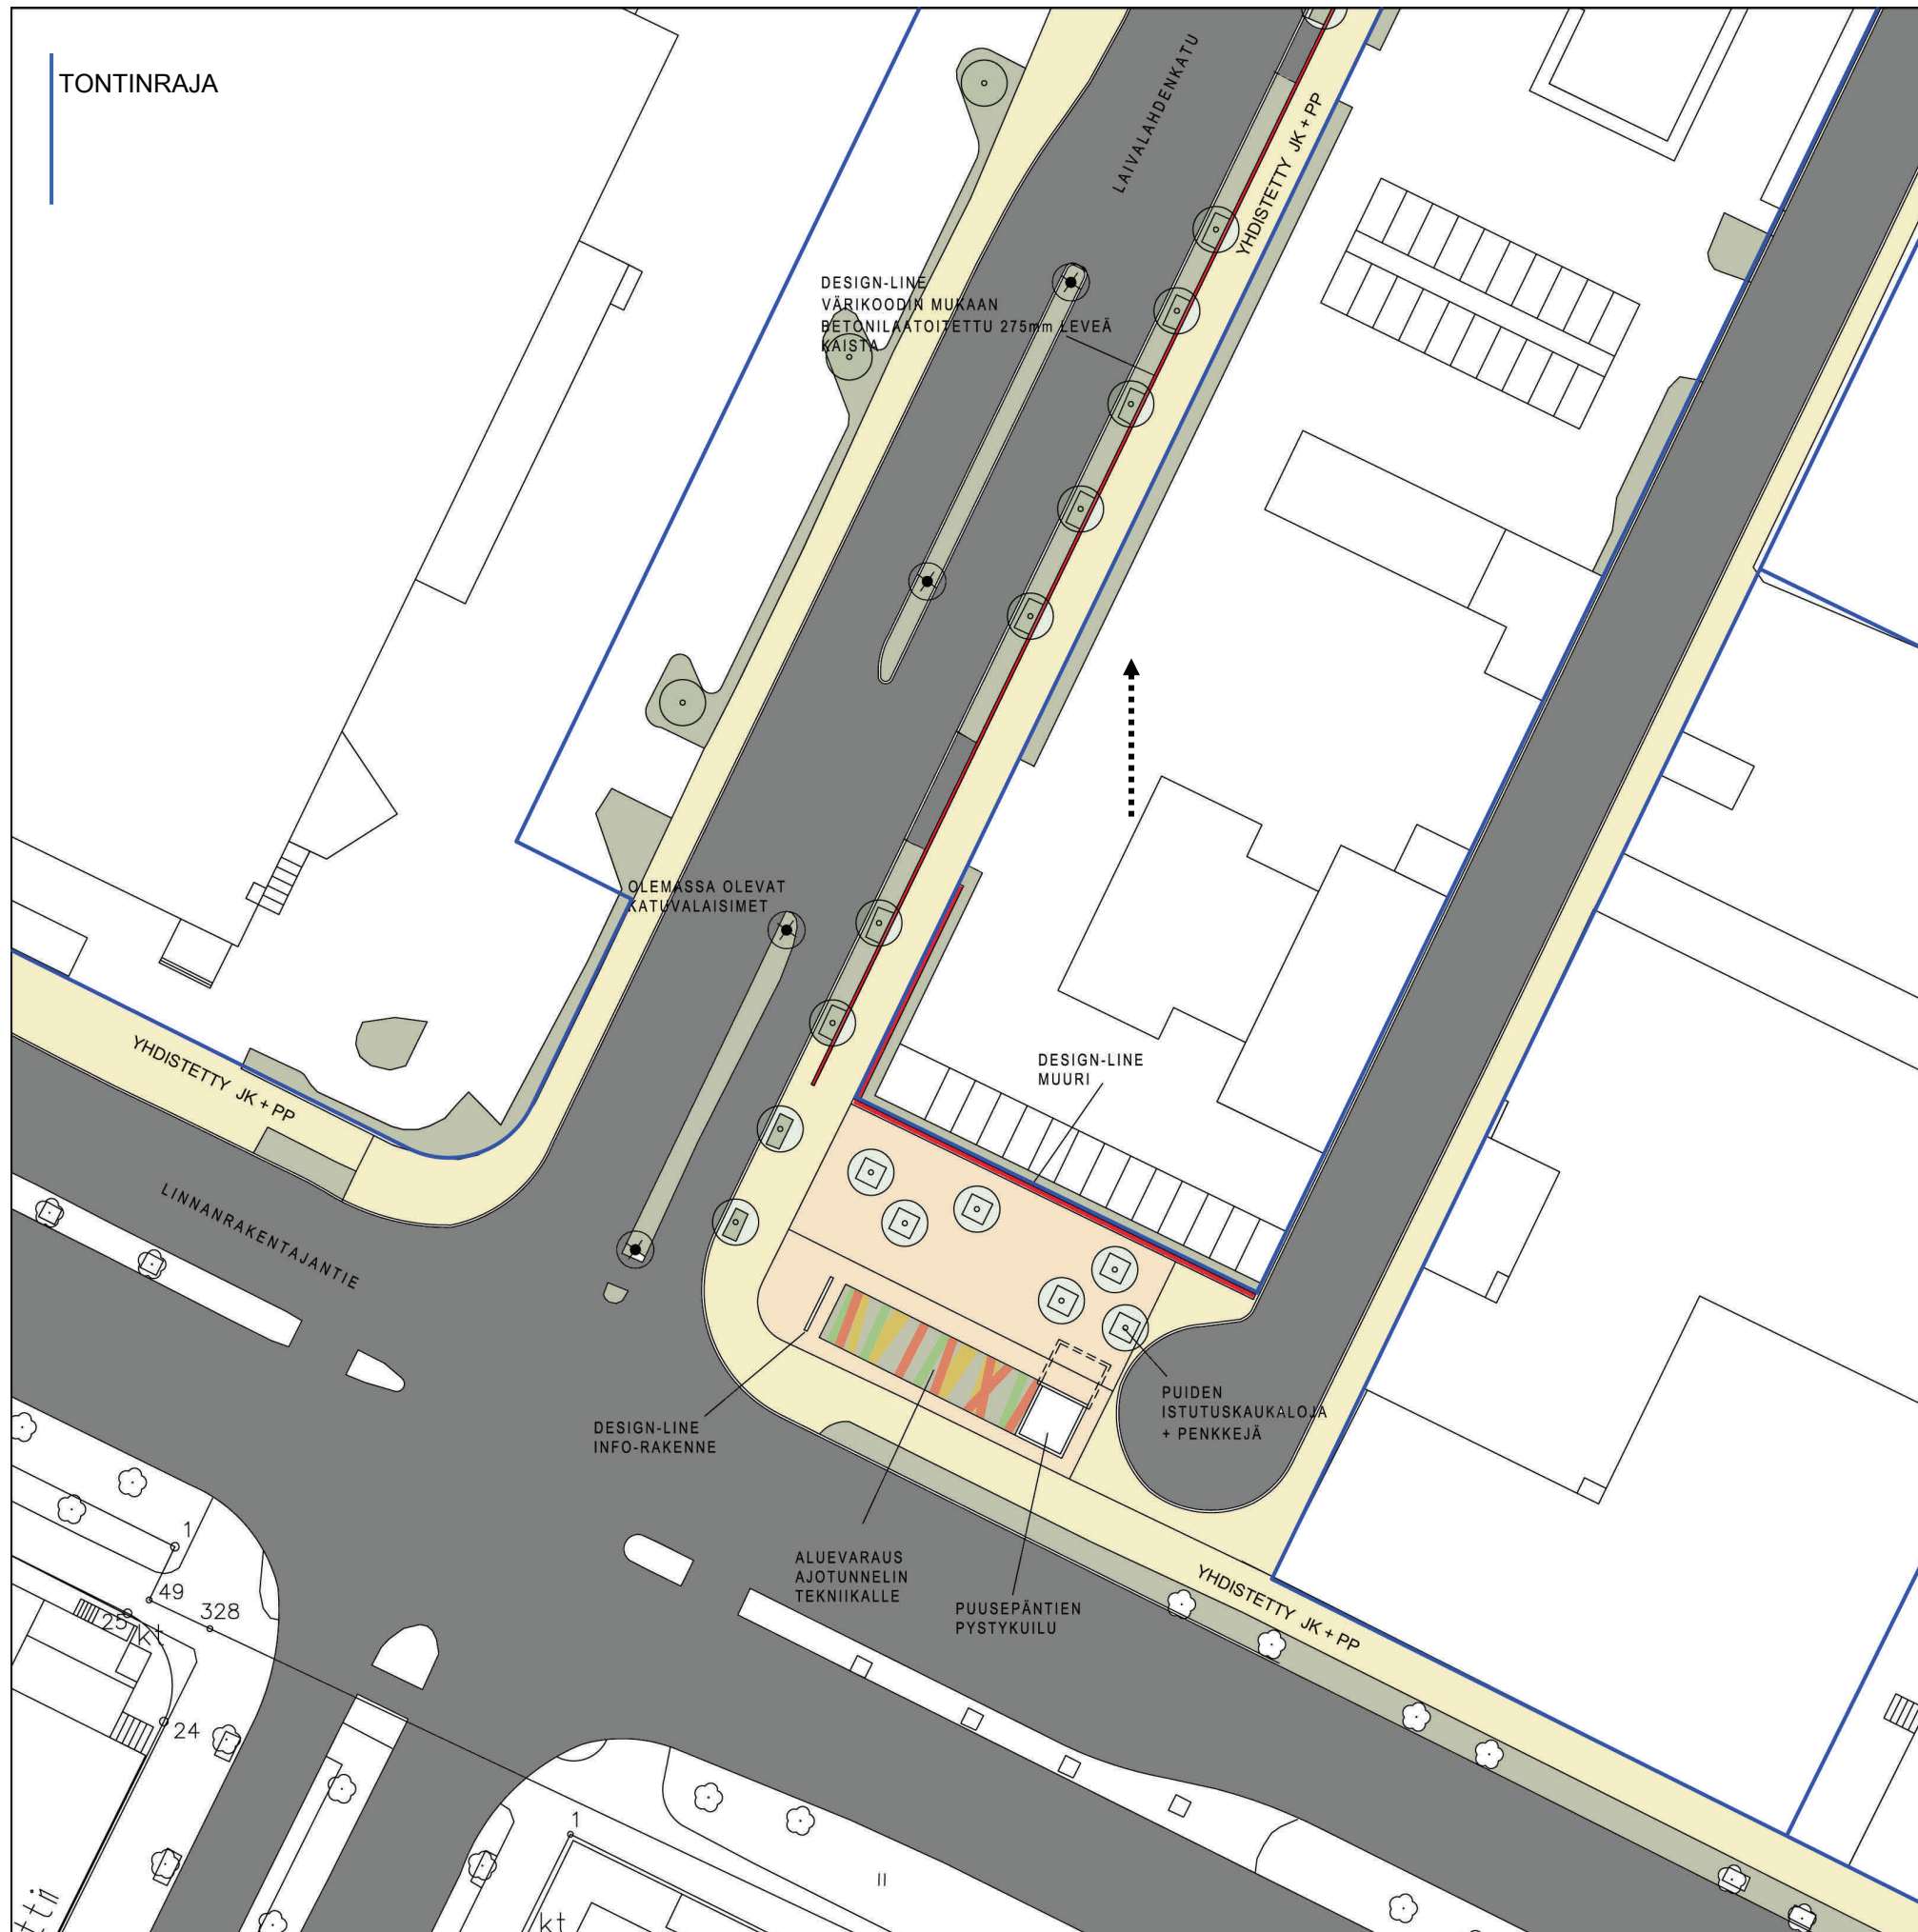 TONTINRAJA
LAIVALAHDENKATU
YHDISTETTY JK + PP
DESIGN-LINE
VÄRIKOODIN MUKAAN
BETONILAATOITETTU 275mm LEVEÄ
KAISTA
OLEMASSA OLEVAT
KATUVALAISIMET
YHDISTETTY JK + PP
DESIGN-LINE
MUURI
LINNANRAKENTAJANTIE
DESIGN-LINE
INFO-RAKENNE
PUIDEN
ISTUTUSKAUKALOJA
+ PENKKEJÄ
ALUEVARAUS
AJOTUNNELIN
TEKNIIKALLE
PUUSEPÄNTIEN
PYSTYKUILU
YHDISTETTY JK + PP
1
49
328
25
kt
24
1
II
kt